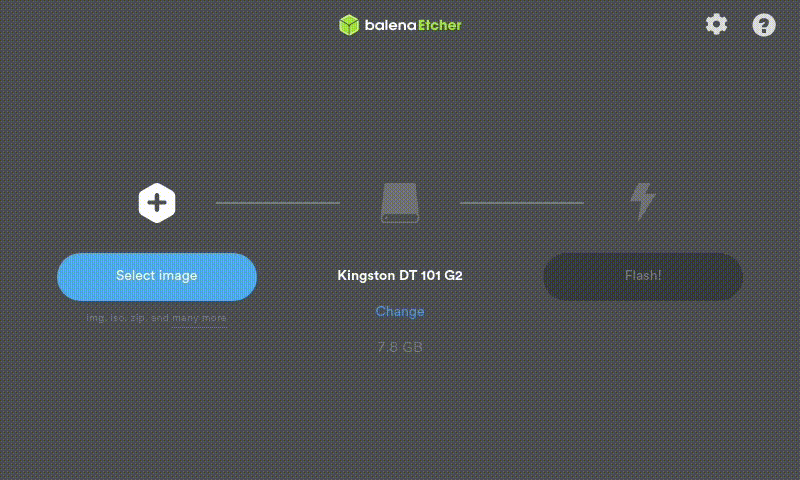 balenaEtcher
Select image
Kingston DT 101 G2
Flash!
img, iso, zip, and many more
Change
7.8 GB